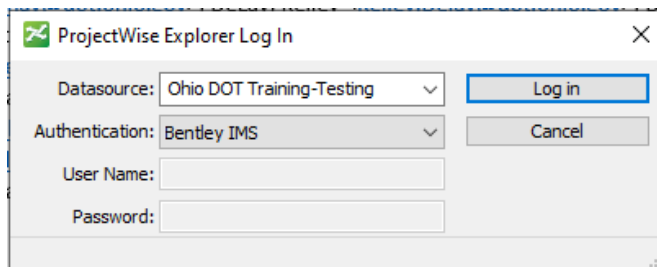 ProjectWise Explorer Log In
Datasource: Ohio DOT Training-Testing Log in
Authentication: Bentley IMS Cancel
User Name:
Password: